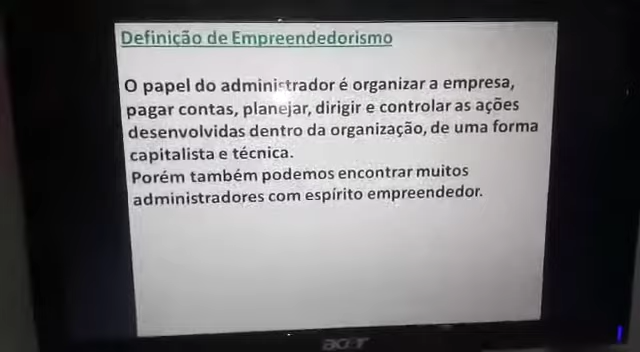 Definição de Empreendedorismo
O papel do administrador é organizar a empresa,
pagar contas, planejar, dirigir e controlar as ações
desenvolvidas dentro da organização, de uma forma
capitalista e técnica.
Porém também podemos encontrar muitos
administradores com espírito empreendedor.
acer